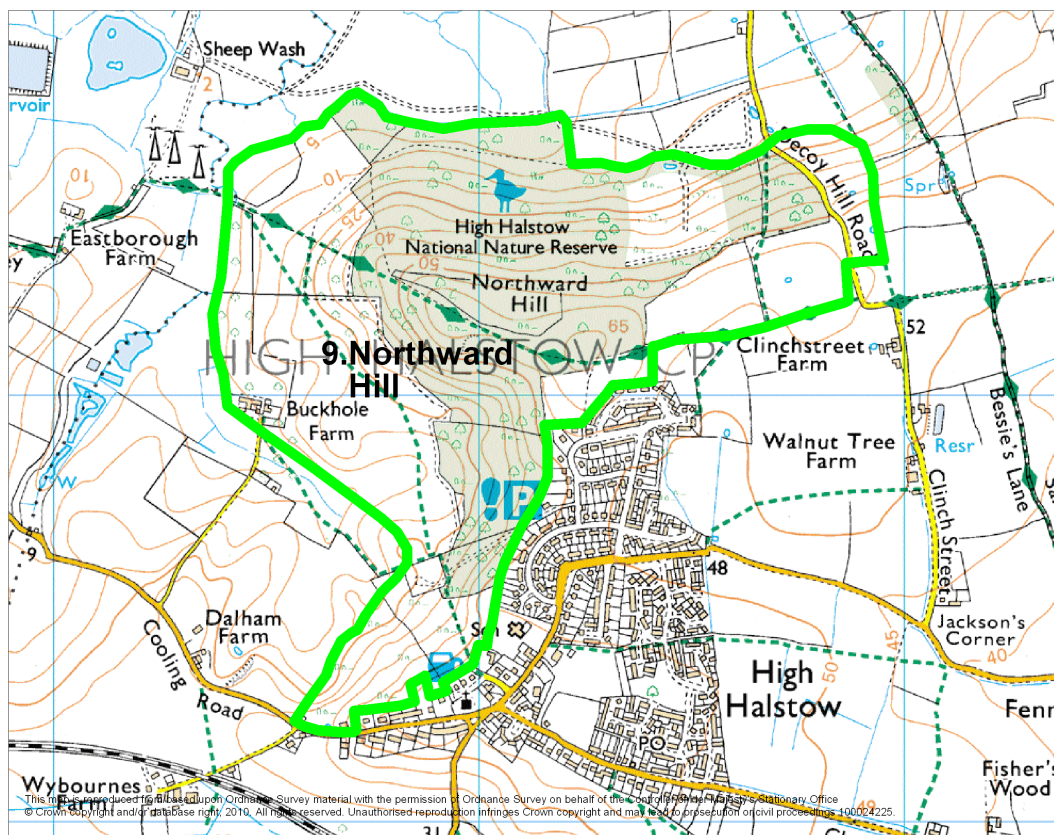 Sheep Wash
rvoir
2
5
10
10
Decoy Hill Road
Spr
25
High Halstow
National Nature Reserve
40
50
Eastborough
Farm
ey
Northward
Hill
65
52
HIGH HALSTOW CP
9.Northward
Hill
Clinchstreet
Farm
Buckhole
Farm
Bessie's Lane
Walnut Tree
Farm
Resr
W
P
Clinch Street
9
48
Dalham
Farm
Sch
Jackson's
Corner
45
40
50
Cooling
Road
High
Halstow
Fenn
PO
Fisher's
Wood
Wybournes
Farm
This map is reproduced from/based upon Ordnance Survey material with the permission of Ordnance Survey on behalf of the Controller of Her Majesty's Stationary Office
© Crown copyright and/or database right, 2010. All rights reserved. Unauthorised reproduction infringes Crown copyright and may lead to prosecution or civil proceedings 100024225.
31
49